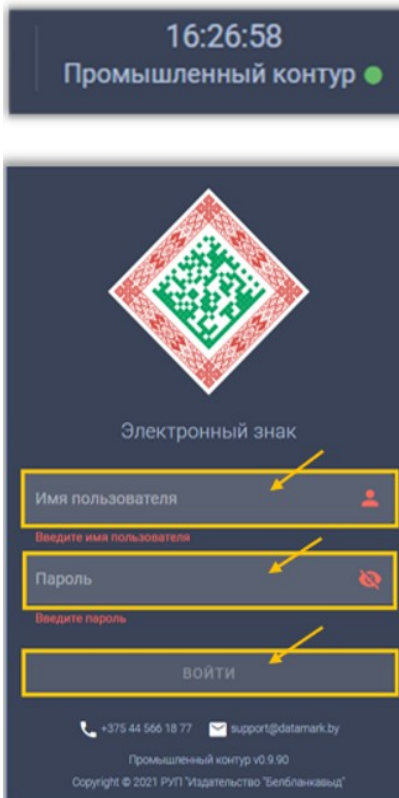 16:26:58
Промышленный контур
Электронный знак
Имя пользователя
Введите имя пользователя
Пароль
Введите пароль
ВОЙТИ
+375 44 566 18 77 support@datamark.by
Промышленный контур v0.9.90
Copyright © 2021 РУП "Издательство "Белбланкавыд"